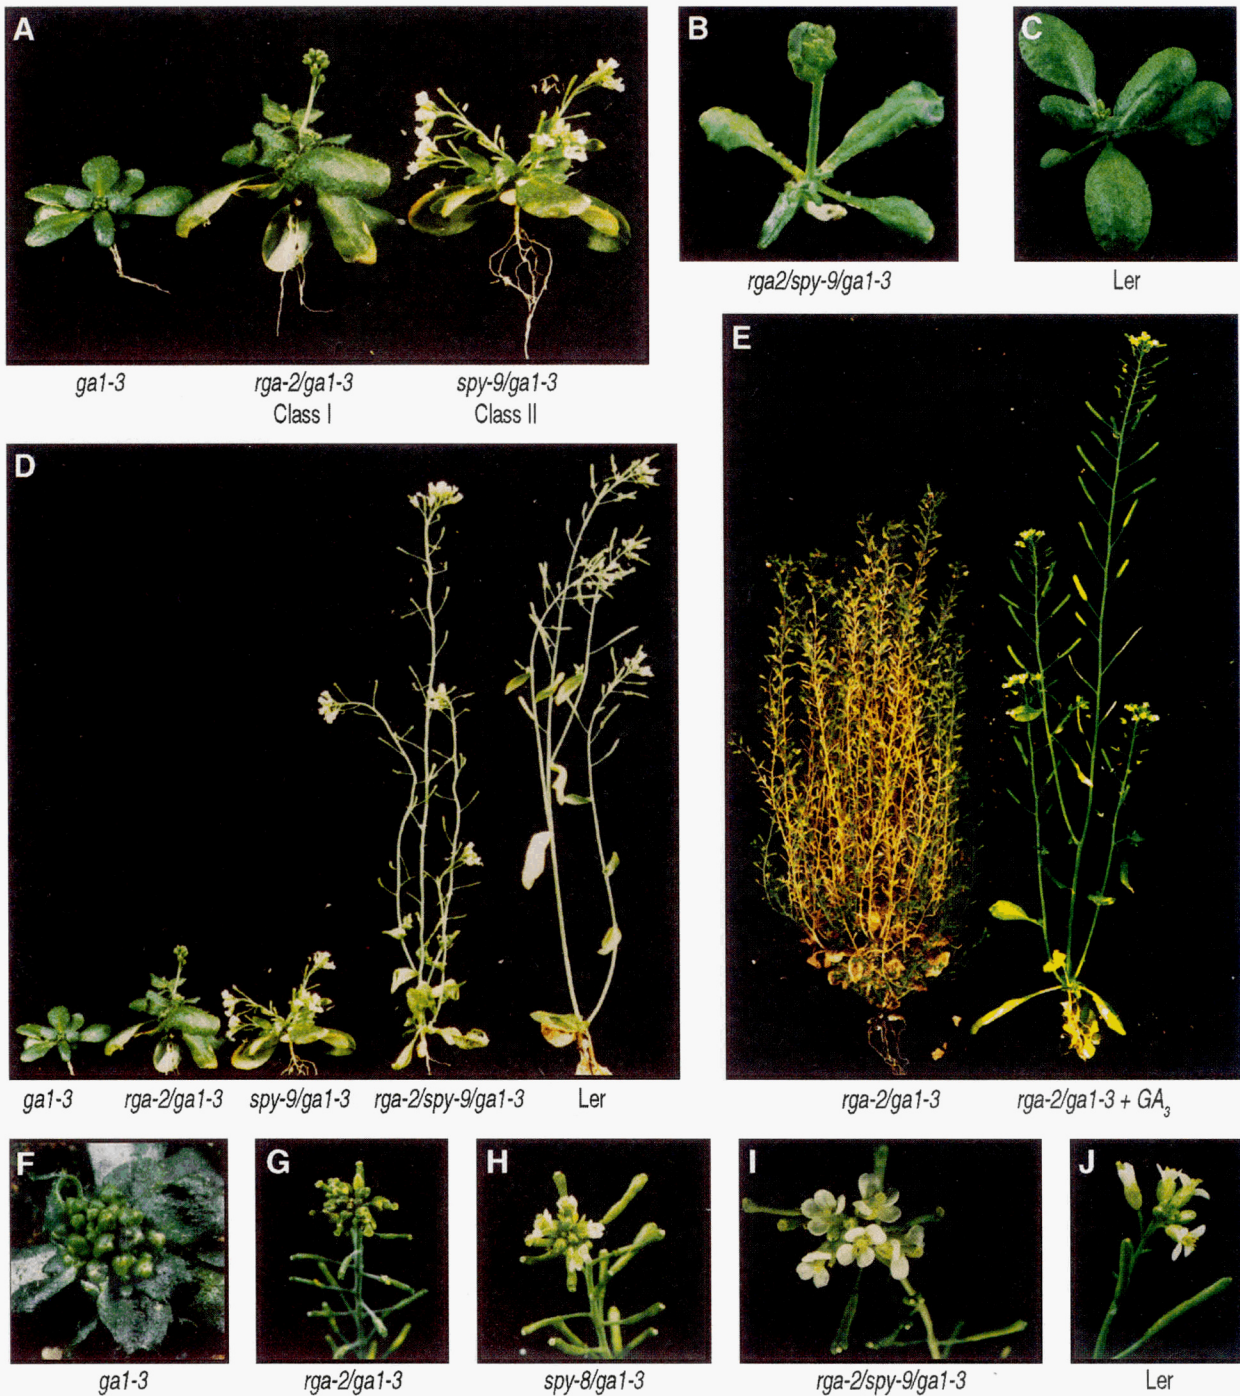 A
B
C
rga2/spy-9/ga1-3
Ler
ga1-3
rga-2/ga1-3
spy-9/ga1-3
Class I
Class II
D
E
ga1-3
rga-2/ga1-3
spy-9/ga1-3
rga-2/spy-9/ga1-3
Ler
rga-2/ga1-3
rga-2/ga1-3 + GA₃
F
G
H
I
J
ga1-3
rga-2/ga1-3
spy-8/ga1-3
rga-2/spy-9/ga1-3
Ler